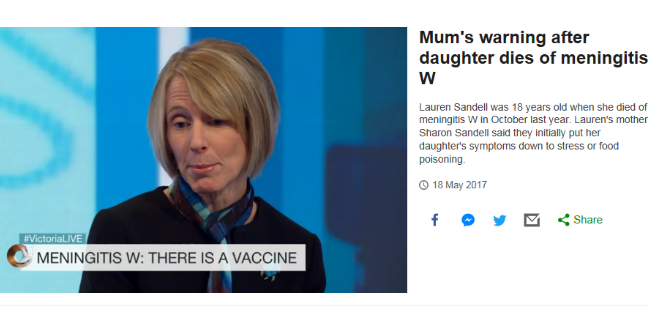 #VictoriaLIVE
MENINGITIS W: THERE IS A VACCINE
Mum's warning after
daughter dies of meningitis
W
Lauren Sandell was 18 years old when she died of
meningitis W in October last year. Lauren's mother
Sharon Sandell said they initially put her
daughter's symptoms down to stress or food
poisoning.
18 May 2017
Share